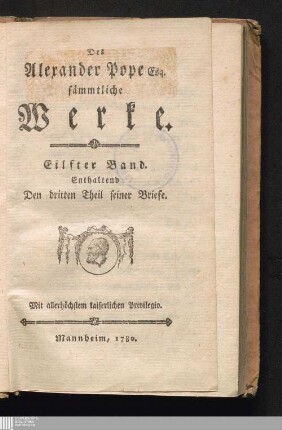 Des
Alexander Pope Esq.
sämmtliche
Werke.
Eilfter Band.
Enthaltend
Den dritten Theil seiner Briefe.
Mit allerhöchstem kaiserlichen Privilegio.
Mannheim, 1780.